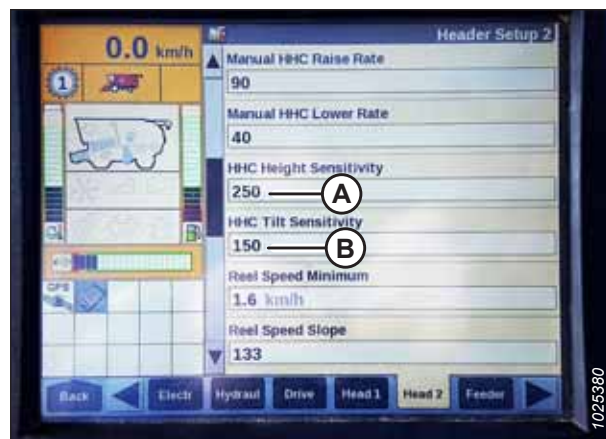 0.0 km/h
Header Setup 2
1
Manual HHC Raise Rate
90
Manual HHC Lower Rate
40
HHC Height Sensitivity
250
A
HHC Tilt Sensitivity
150
B
Reel Speed Minimum
1.6 km/h
Reel Speed Slope
133
GPS
Back
Electr
Hydraul
Drive
Head 1
Head 2
Feeder
1025380